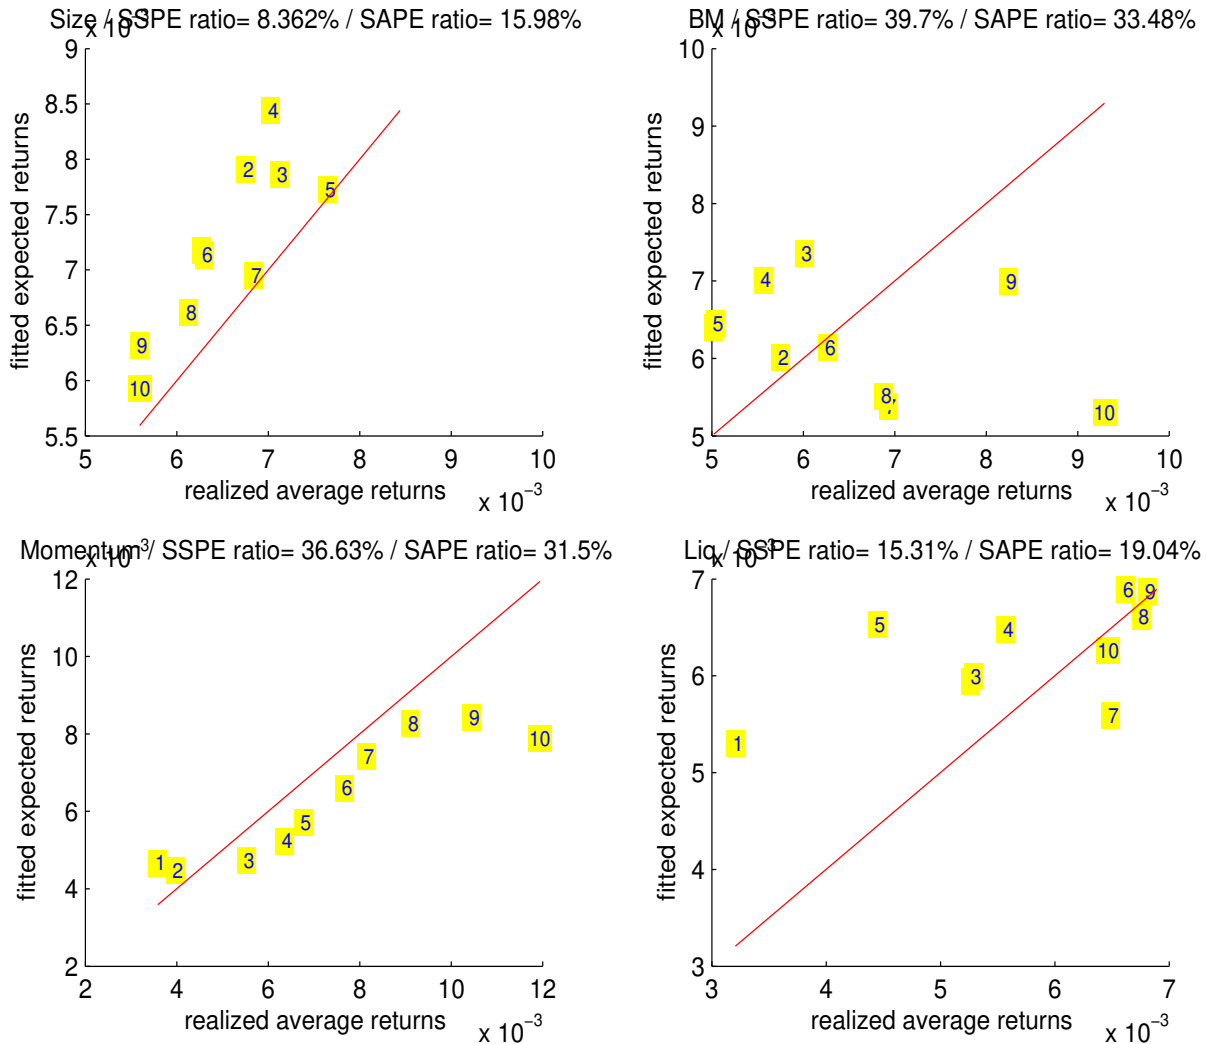 Size / SSPE ratio= 8.362% / SAPE ratio= 15.98%
x 10⁻³
9
8.5
8
7.5
7
6.5
6
5.5
fitted expected returns
4
2
3
5
6
7
8
9
10
5 6 7 8 9 10
realized average returns
x 10⁻³
BM / SSPE ratio= 39.7% / SAPE ratio= 33.48%
x 10⁻³
10
9
8
7
6
5
fitted expected returns
3
4
9
5
6
2
8
7
10
5 6 7 8 9 10
realized average returns
x 10⁻³
Momentum / SSPE ratio= 36.63% / SAPE ratio= 31.5%
x 10⁻³
12
10
8
6
4
2
fitted expected returns
9
8
10
7
6
5
4
3
1
2
2 4 6 8 10 12
realized average returns
x 10⁻³
Liq / SSPE ratio= 15.31% / SAPE ratio= 19.04%
x 10⁻³
7
6
5
4
3
fitted expected returns
6
9
8
5
4
10
3
7
1
3 4 5 6 7
realized average returns
x 10⁻³